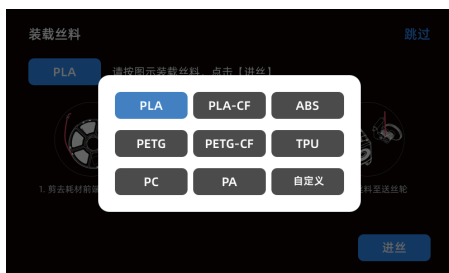 装载丝料
跳过
PLA
请按图示装载丝料，点击【进丝】
PLA
PLA-CF
ABS
PETG
PETG-CF
TPU
PC
PA
自定义
1. 剪去耗材前端
料至送丝轮
进丝